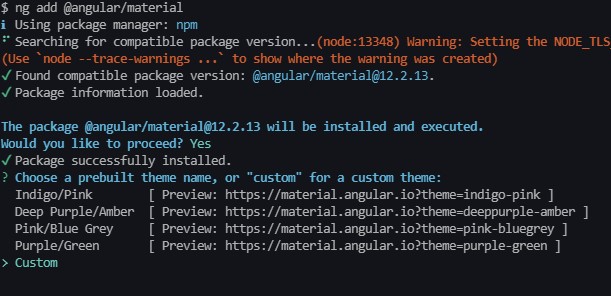 $ ng add @angular/material
i Using package manager: npm
⠋ Searching for compatible package version...(node:13348) Warning: Setting the NODE_TLS
(Use `node --trace-warnings ...` to show where the warning was created)
✓ Found compatible package version: @angular/material@12.2.13.
✓ Package information loaded.

The package @angular/material@12.2.13 will be installed and executed.
Would you like to proceed? Yes
✓ Package successfully installed.
? Choose a prebuilt theme name, or "custom" for a custom theme:
Indigo/Pink [ Preview: https://material.angular.io?theme=indigo-pink ]
Deep Purple/Amber [ Preview: https://material.angular.io?theme=deeppurple-amber ]
Pink/Blue Grey [ Preview: https://material.angular.io?theme=pink-bluegrey ]
Purple/Green [ Preview: https://material.angular.io?theme=purple-green ]
> Custom